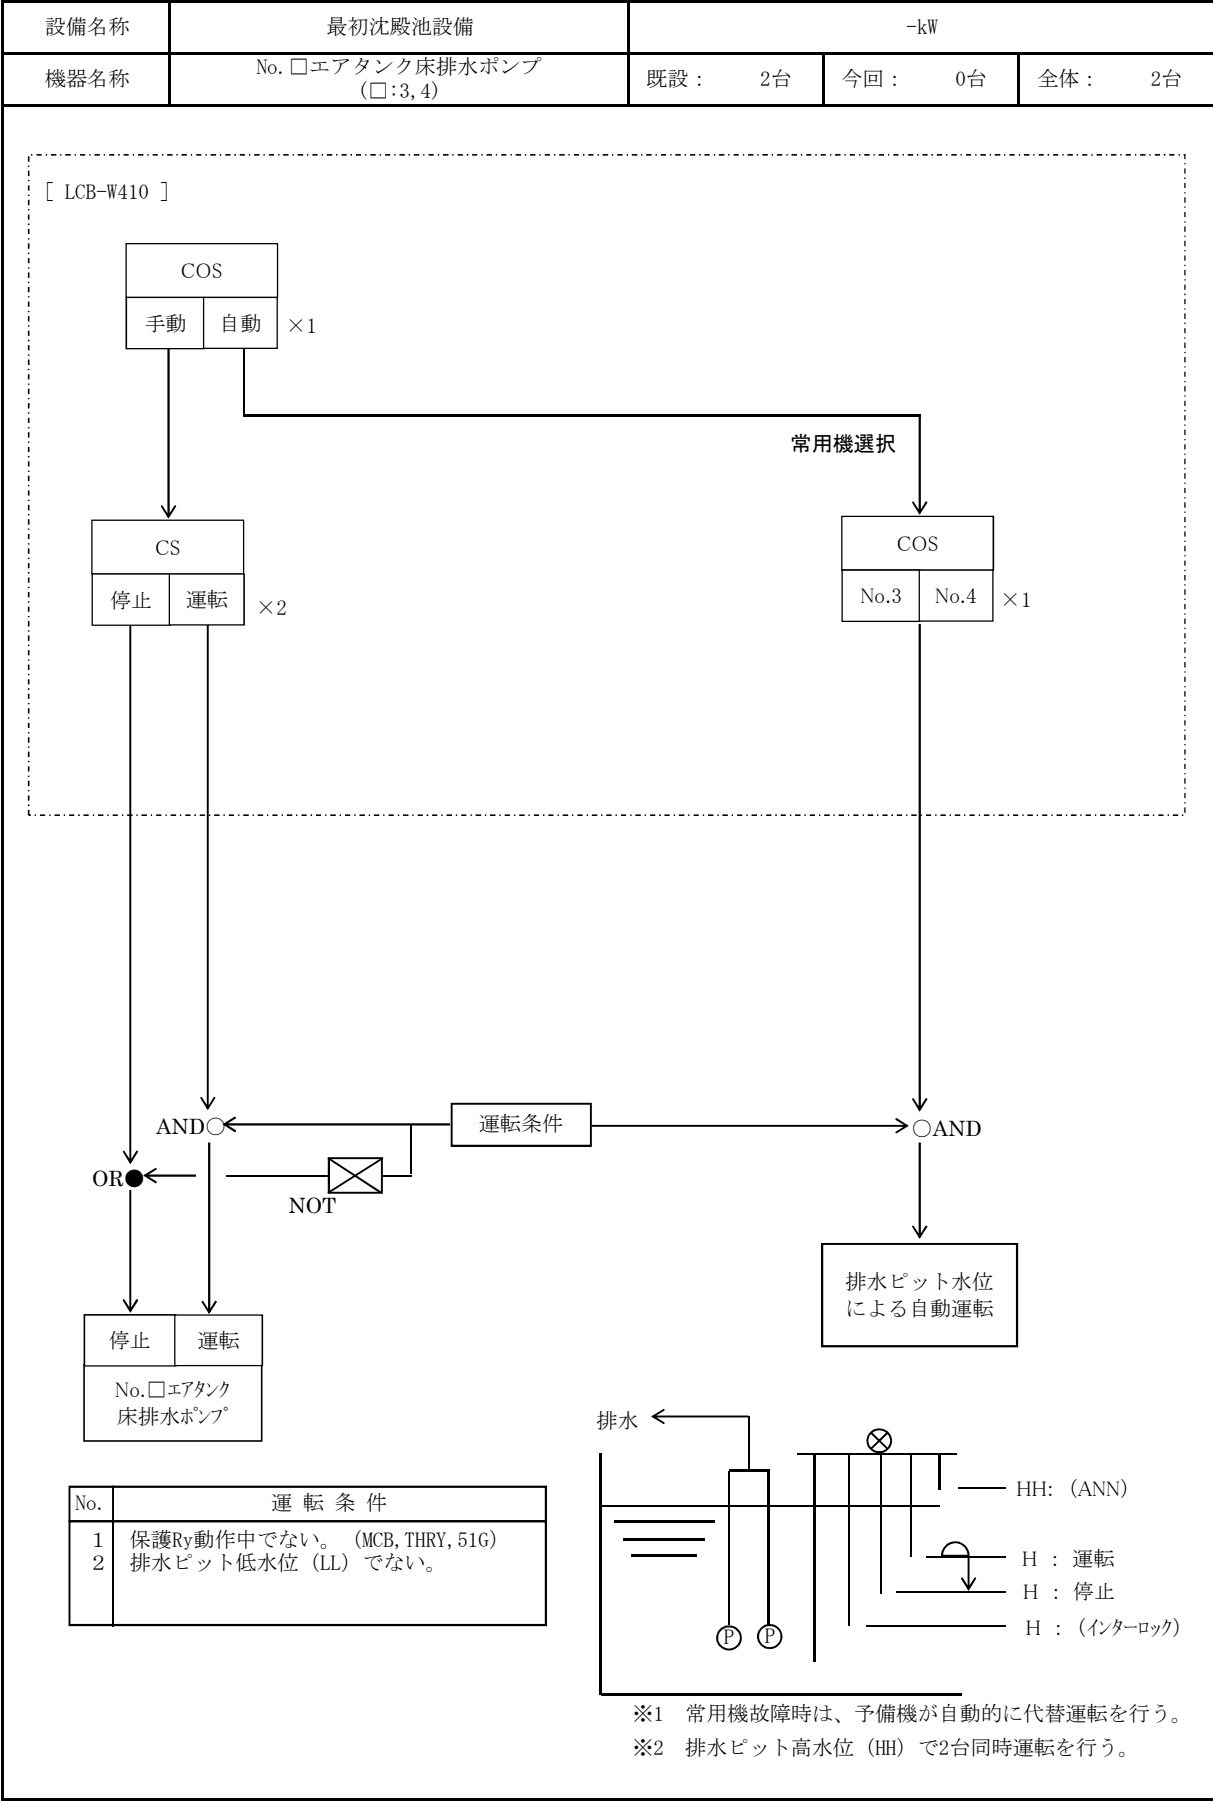 設備名称 最初沈殿池設備 -kW
機器名称 No.□エアタンク床排水ポンプ
(□:3,4)
既設： 2台 今回： 0台 全体： 2台
[ LCB-W410 ]
COS
手動 自動 ×1
常用機選択
CS
停止 運転 ×2
COS
No.3 No.4 ×1
AND○ 運転条件 ○AND
OR●
NOT
排水ピット水位
による自動運転
停止 運転
No.□エアタンク
床排水ポンプ
排水
HH:（ANN）
H ： 運転
H ： 停止
H ：（インターロック）
P P
No. 運 転 条 件
1 保護Ry動作中でない。（MCB,THRY,51G）
2 排水ピット低水位（LL）でない。
※1 常用機故障時は、予備機が自動的に代替運転を行う。
※2 排水ピット高水位（HH）で2台同時運転を行う。